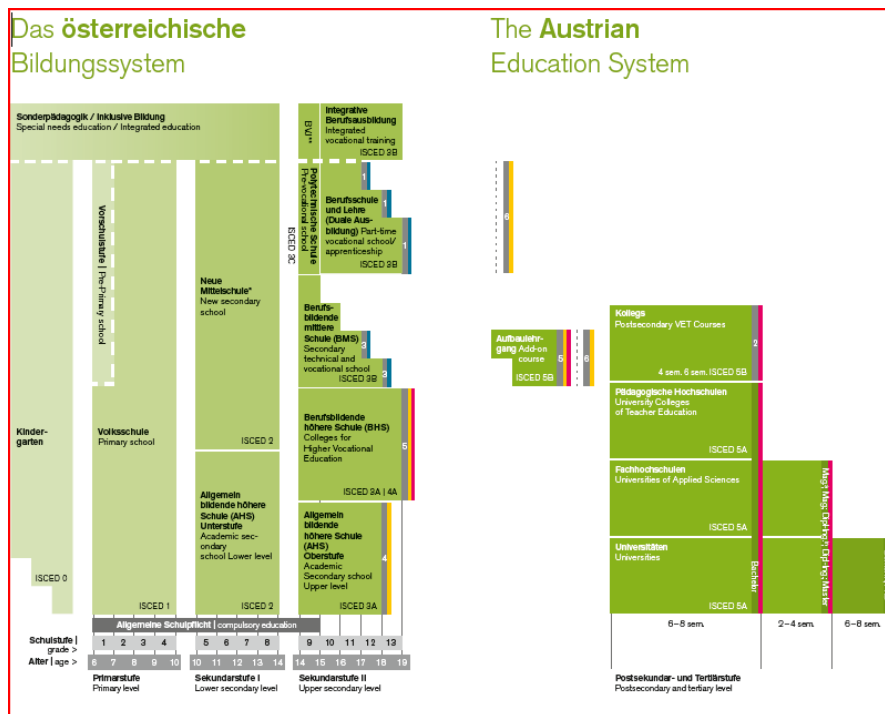 Das österreichische
Bildungssystem
The Austrian
Education System
Sonderpädagogik / Inklusive Bildung
Special needs education / Integrated education
BVJ**
Integrative
Berufsausbildung
Integrated
vocational training
ISCED 3B
Vorschulstufe | Pre-Primary school
ISCED 3C
Polytechnische Schule
Pre-vocational school
1
1
1
Berufsschule
und Lehre
(Duale Aus-
bildung) Part-time
vocational school/
apprenticeship
ISCED 3B
6
Neue
Mittelschule*
New secondary
school
ISCED 2
Berufs-
bildende
mittlere
Schule (BMS)
Secondary
technical and
vocational school
ISCED 3B
3
3
Aufbaulehr-
gang Add-on
course
ISCED 5B
5
6
Kollegs
Postsecondary VET Courses
4 sem. 6 sem. ISCED 5B
2
Pädagogische Hochschulen
University Colleges
of Teacher Education
ISCED 5A
Kinder-
garten
ISCED 0
Volksschule
Primary school
ISCED 1
Berufsbildende
höhere Schule (BHS)
Colleges for
Higher Vocational
Education
ISCED 3A | 4A
5
Fachhochschulen
Universities of Applied Sciences
ISCED 5A
Allgemein
bildende höhere
Schule (AHS)
Unterstufe
Academic sec-
ondary
school Lower level
ISCED 2
Allgemein
bildende
höhere Schule
(AHS)
Oberstufe
Academic
Secondary school
Upper level
ISCED 3A
4
Universitäten
Universities
ISCED 5A
Bachelor
Master
Allgemeine Schulpflicht | compulsory education
Schulstufe |
grade >
1 2 3 4 5 6 7 8 9 10 11 12 13
Alter | age >
6 7 8 9 10 10 11 12 13 14 14 15 16 17 18 19
Primarstufe
Primary level
Sekundarstufe I
Lower secondary level
Sekundarstufe II
Upper secondary level
6–8 sem.
2–4 sem.
6–8 sem.
Postsekundar- und Tertiärstufe
Postsecondary and tertiary level